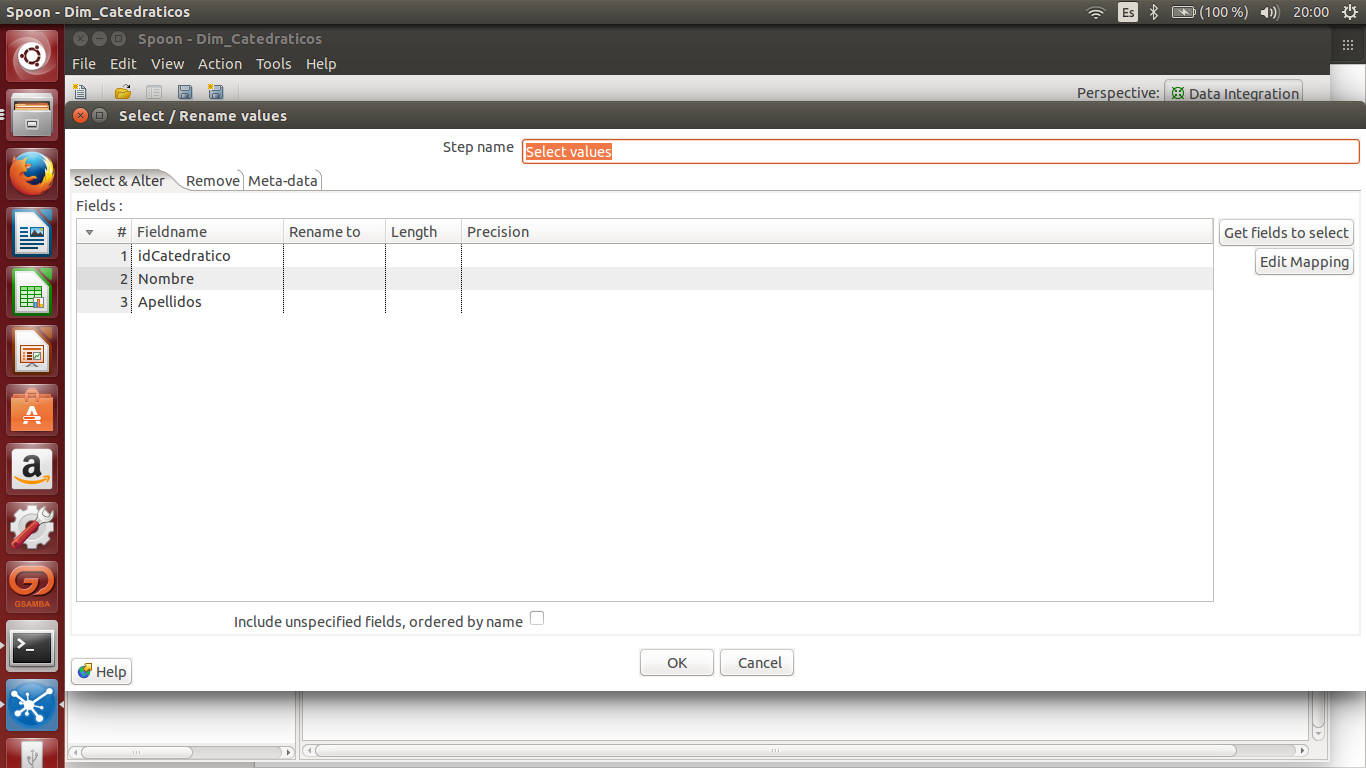 Spoon - Dim_Catedraticos
Es
(100 %)
20:00
Spoon - Dim_Catedraticos
File Edit View Action Tools Help
Perspective: Data Integration
Select / Rename values
Step name Select values
Select & Alter Remove Meta-data
Fields :
# Fieldname Rename to Length Precision
1 idCatedratico
2 Nombre
3 Apellidos
Get fields to select
Edit Mapping
Include unspecified fields, ordered by name
Help
OK
Cancel
A
a
GSAMBA
>_